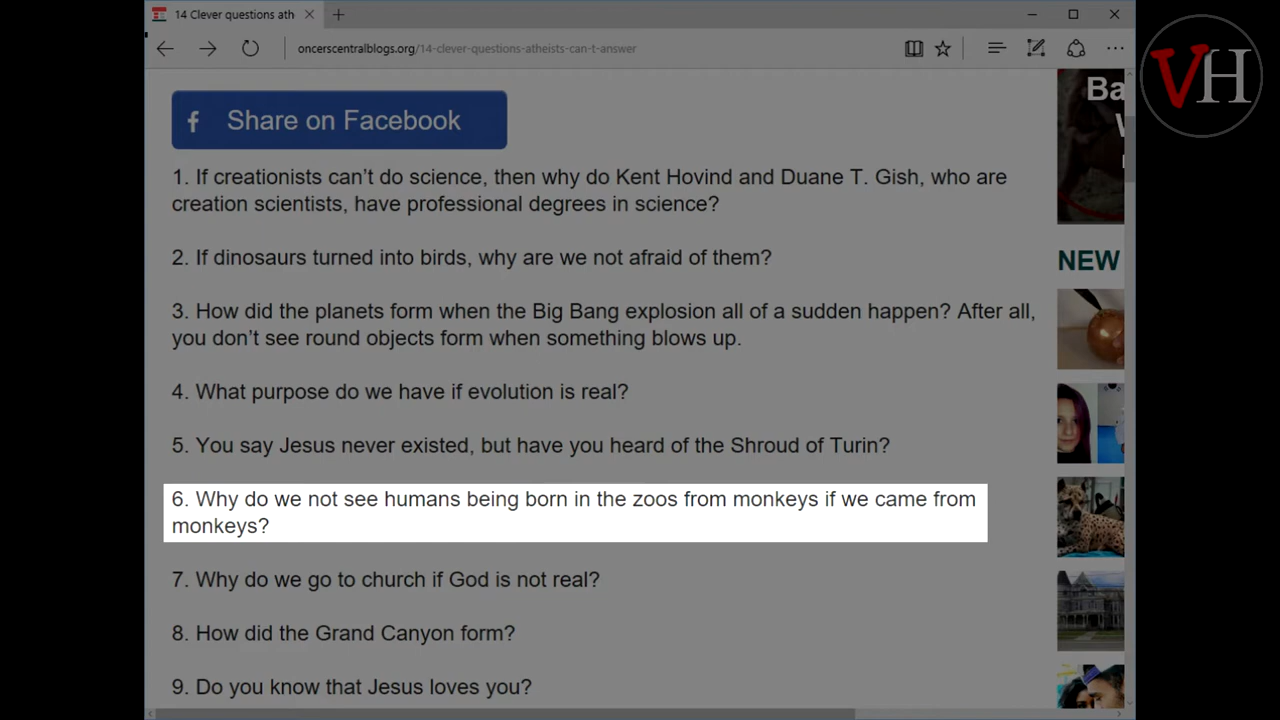 14 Clever questions ath
oncerscentralblogs.org/14-clever-questions-atheists-can-t-answer
VH
Ba
f Share on Facebook
1. If creationists can't do science, then why do Kent Hovind and Duane T. Gish, who are
creation scientists, have professional degrees in science?
2. If dinosaurs turned into birds, why are we not afraid of them?
NEW
3. How did the planets form when the Big Bang explosion all of a sudden happen? After all,
you don't see round objects form when something blows up.
4. What purpose do we have if evolution is real?
5. You say Jesus never existed, but have you heard of the Shroud of Turin?
6. Why do we not see humans being born in the zoos from monkeys if we came from
monkeys?
7. Why do we go to church if God is not real?
8. How did the Grand Canyon form?
9. Do you know that Jesus loves you?